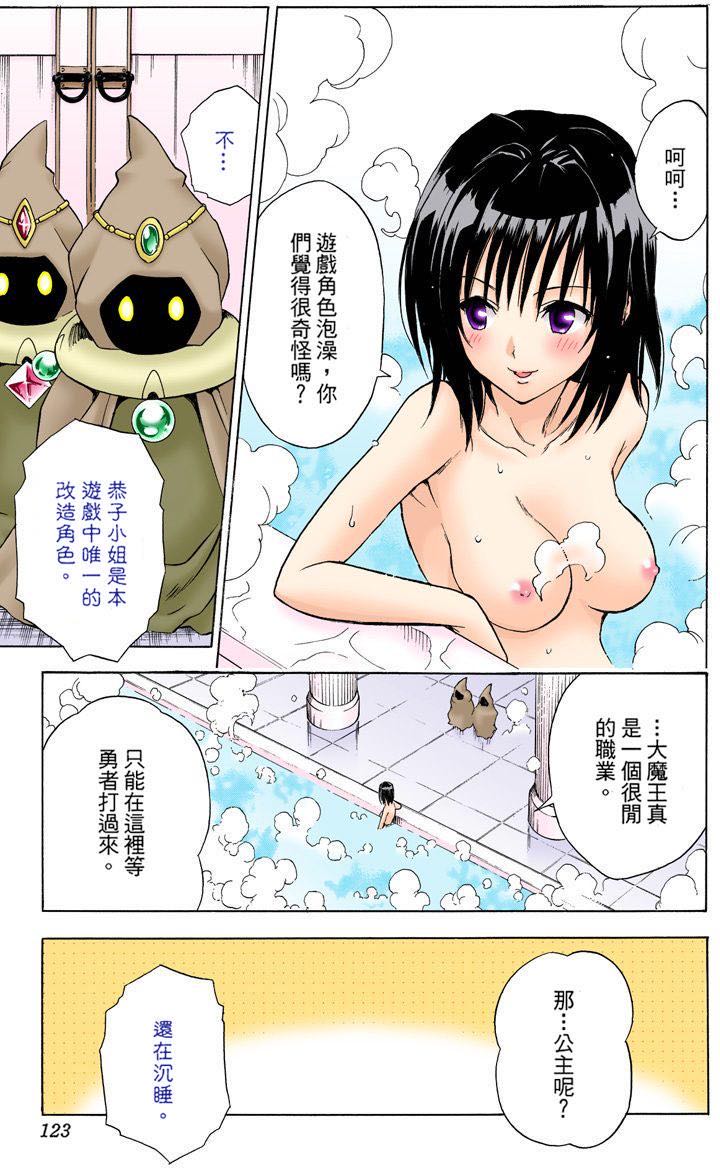 呵呵…
遊戲角色泡澡，你
們覺得很奇怪嗎？
不…
恭子小姐是本
遊戲中唯一的
改造角色。
…大魔王真
是一個很閒
的職業。
只能在這裡等
勇者打過來。
那…公主呢？
還在沉睡。
123